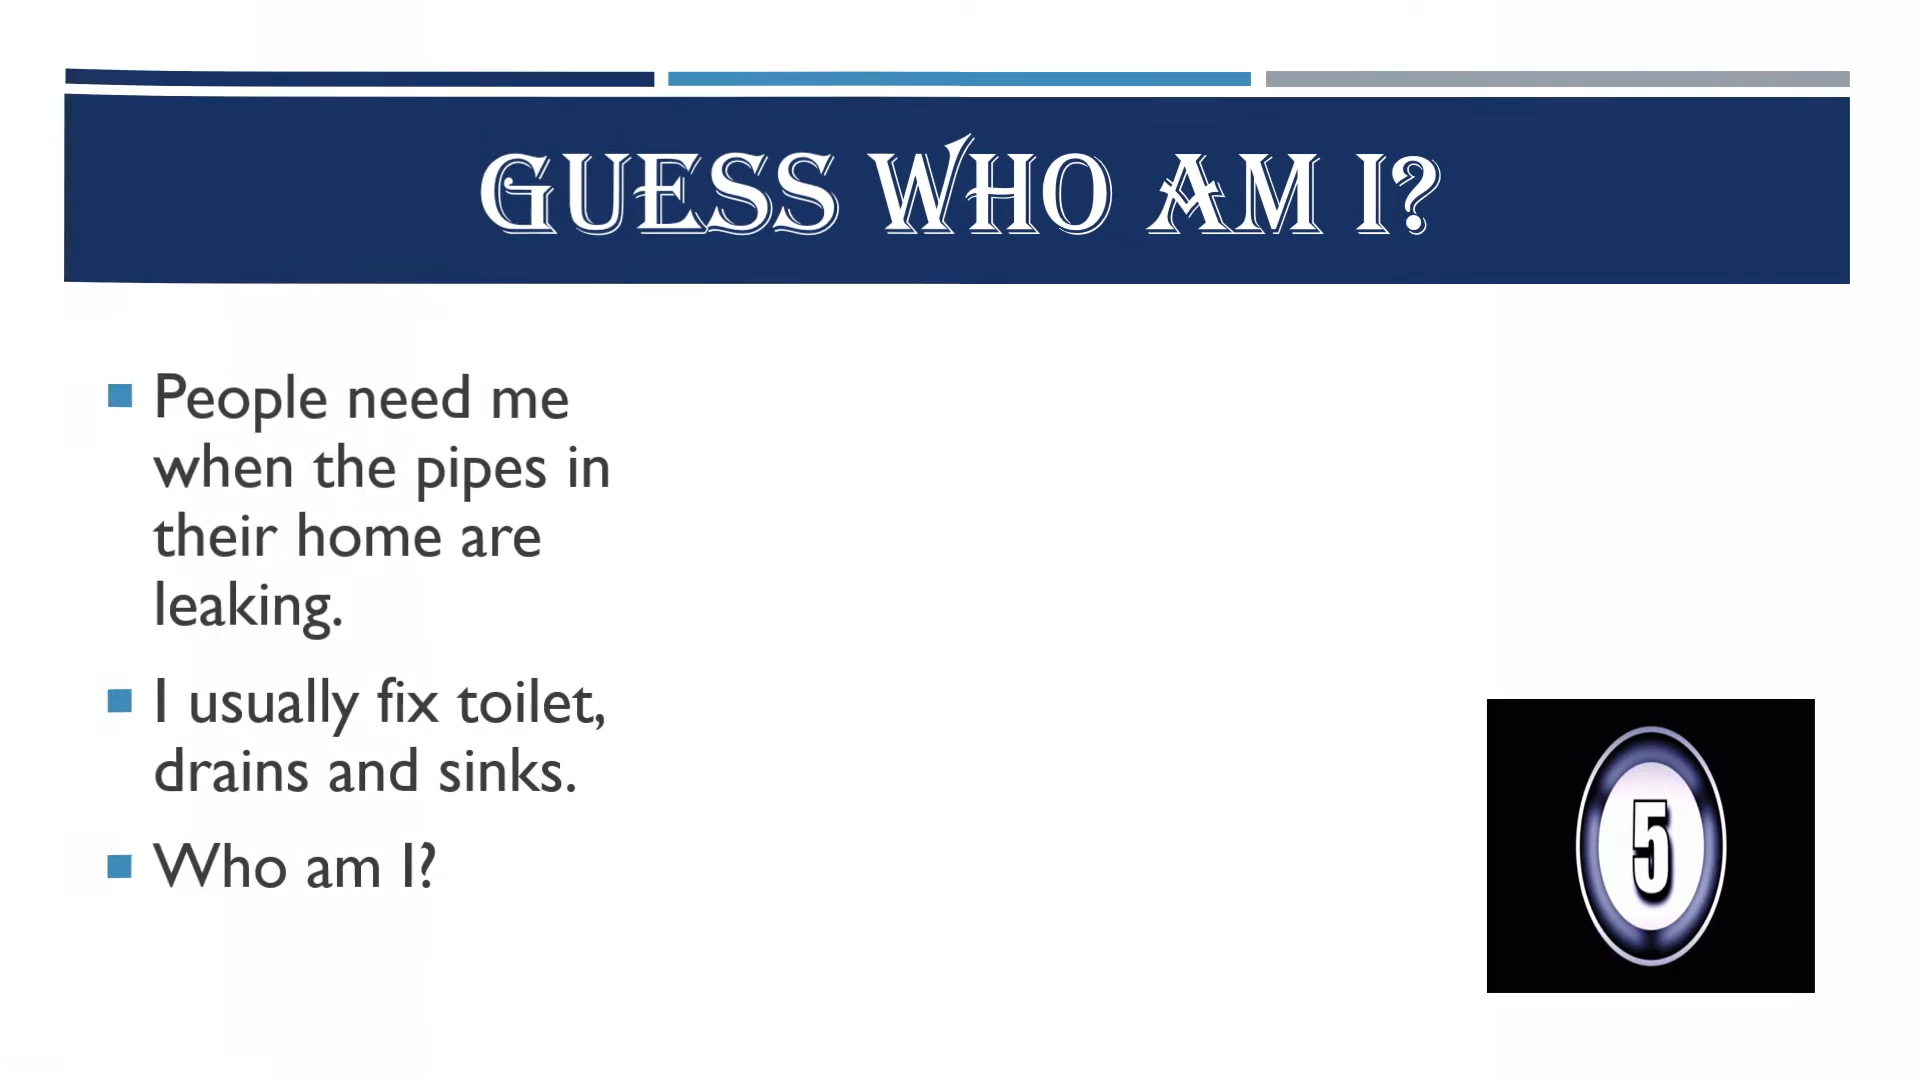 GUESS WHO AM I?
People need me
when the pipes in
their home are
leaking.
I usually fix toilet,
drains and sinks.
Who am I?
5